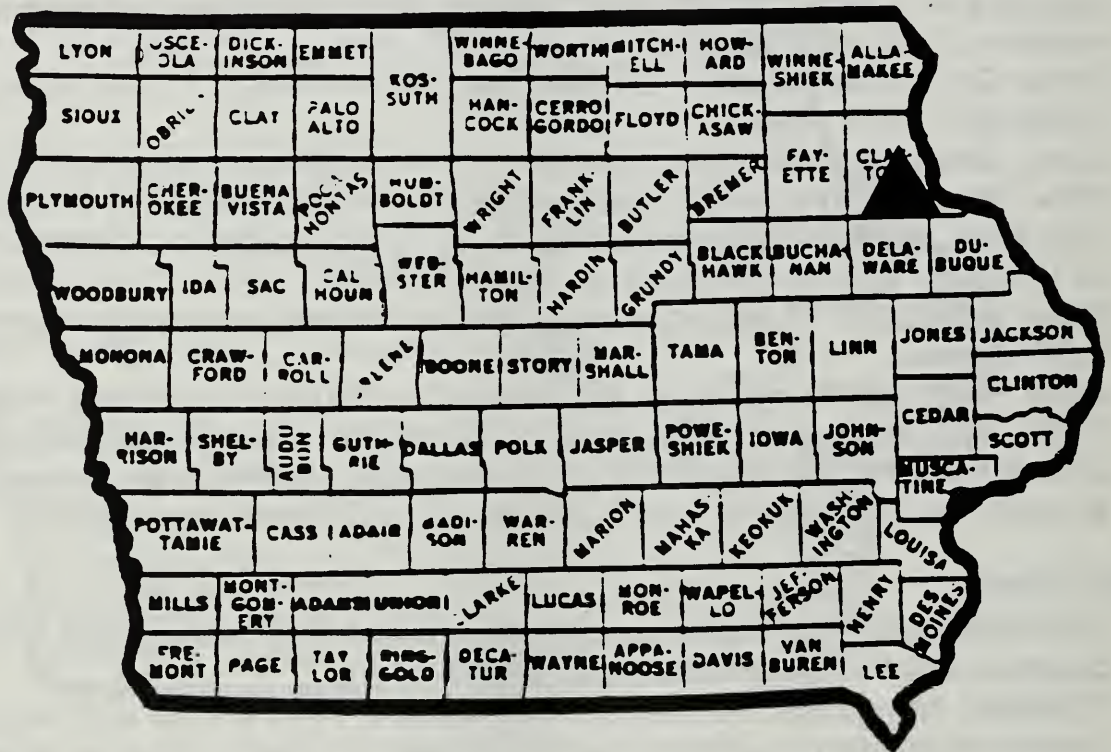 LYON
DICK-
INSON
EMMET
KOS-
SUTH
WINNE-
BAGO
WORTH
MITCH-
ELL
HOW-
ARD
WINNE-
SHIEK
ALLA-
MAKEE
SIOUX
CLAY
PALO
ALTO
HAN-
COCK
CERRO
GORDO
FLOYD
CHICK-
ASAW
FAY-
ETTE
PLYMOUTH
CHER-
OKEE
BUENA
VISTA
HUM-
BOLDT
WRIGHT
FRANK-
LIN
BUTLER
BREMER
WOODBURY
IDA
SAC
CAL
HOUN
WEB-
STER
HAMIL-
TON
HARDIN
GRUNDY
BLACK
HAWK
BUCHA-
NAN
DELA-
WARE
DU-
BUQUE
MONONA
CRAW-
FORD
CAR-
ROLL
BOONE
STORY
MAR-
SHALL
TAMA
BEN-
TON
LINN
JONES
JACKSON
CLINTON
CEDAR
SCOTT
HAR-
RISON
SHEL-
BY
AUDU
BON
GUTH-
RIE
DALLAS
POLK
JASPER
POWE-
SHIEK
IOWA
JOHN-
SON
MUSCA-
TINE
POTTAWAT-
TAMIE
CASS
ADAIR
MADI-
SON
WAR-
REN
MARION
MAHAS-
KA
KEOKUK
WASH-
INGTON
LOUISA
MILLS
MONT-
GOM-
ERY
ADAMS
UNION
CLARKE
LUCAS
MON-
ROE
WAPEL-
LO
JEF-
FERSON
HENRY
DES
MOINES
FRE-
MONT
PAGE
TAY
LOR
RING-
GOLD
DECA-
TUR
WAYNE
APPA-
NOOSE
DAVIS
VAN
BUREN
LEE